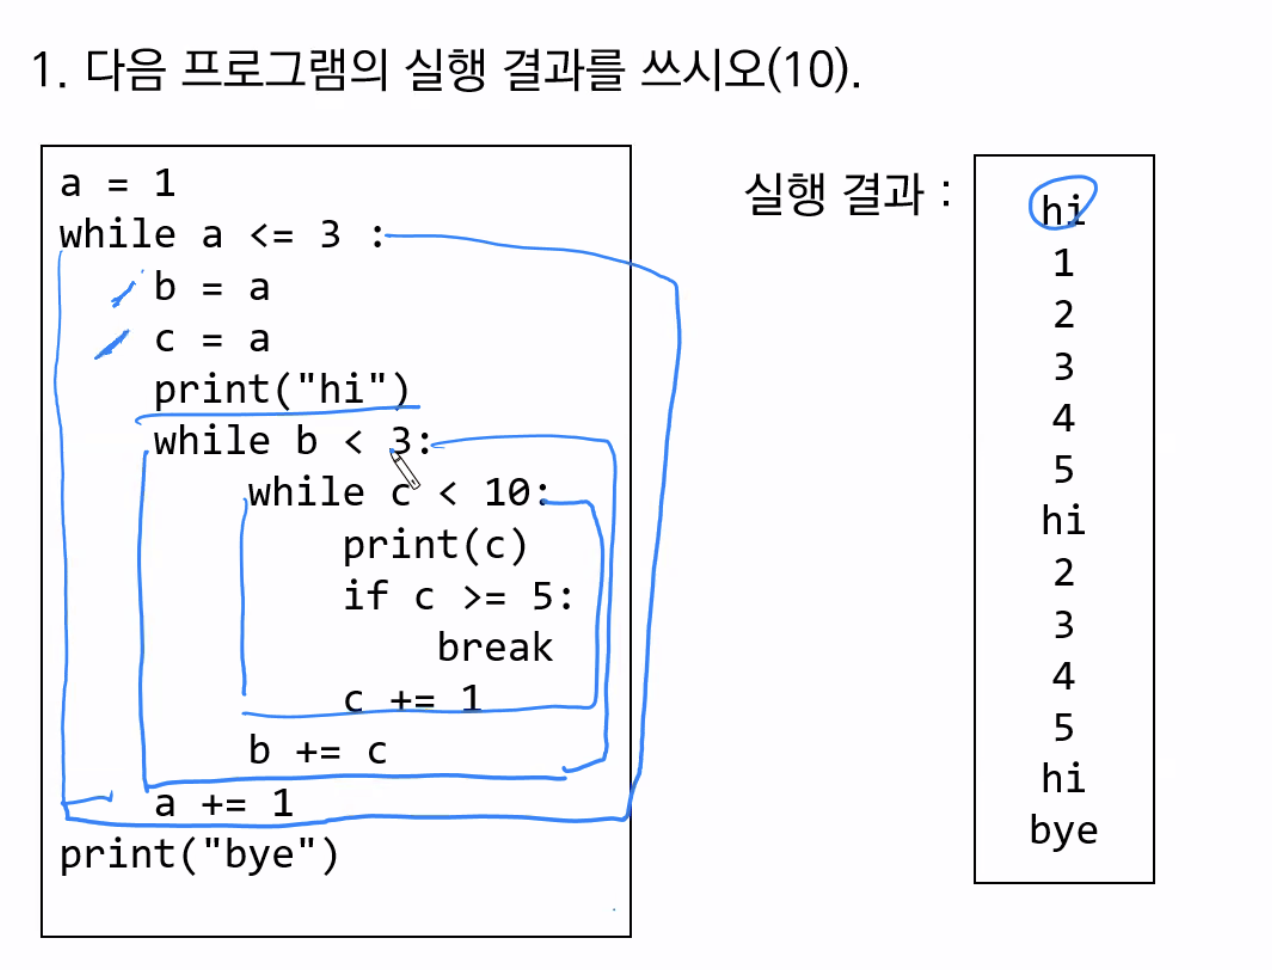 1. 다음 프로그램의 실행 결과를 쓰시오(10).
a = 1
while a <= 3 :
    b = a
    c = a
    print("hi")
    while b < 3:
        while c < 10:
            print(c)
            if c >= 5:
                break
            c += 1
        b += c
    a += 1
print("bye")
실행 결과 :
hi
1
2
3
4
5
hi
2
3
4
5
hi
bye